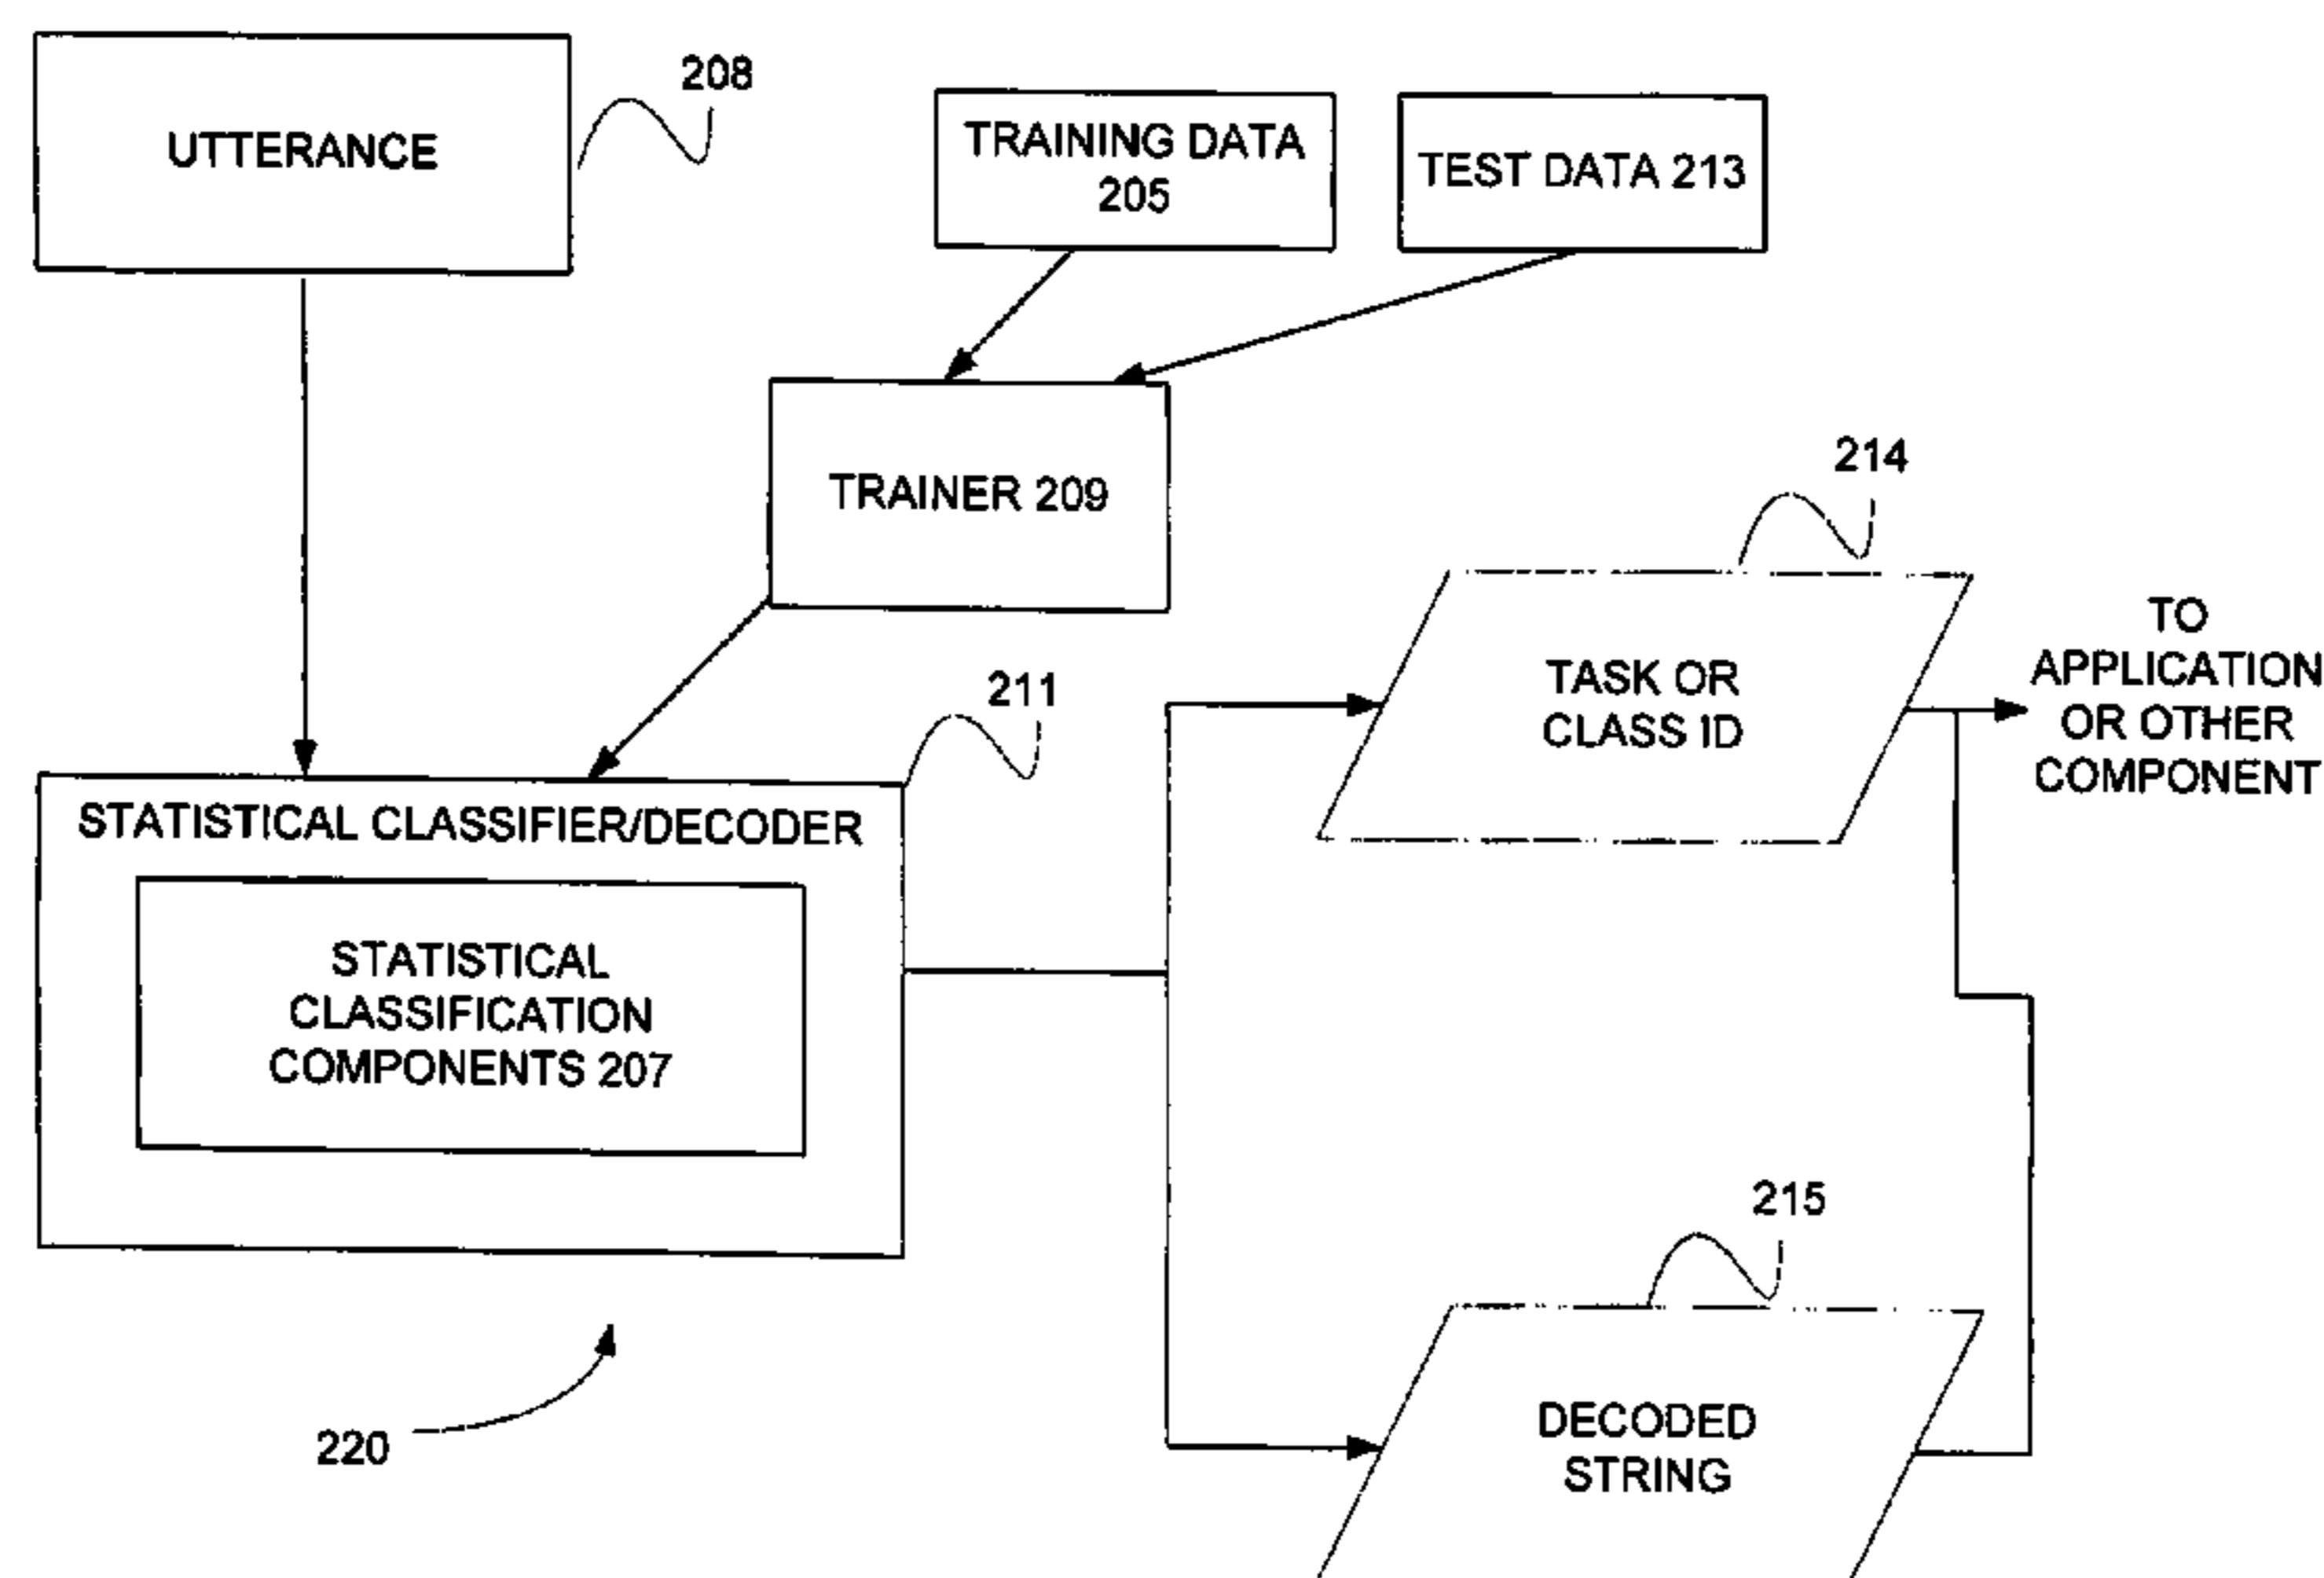 UTTERANCE
208
TRAINING DATA
205
TEST DATA 213
TRAINER 209
214
TO
APPLICATION
OR OTHER
COMPONENT
TASK OR
CLASS ID
211
STATISTICAL CLASSIFIER/DECODER
STATISTICAL
CLASSIFICATION
COMPONENTS 207
215
DECODED
STRING
220